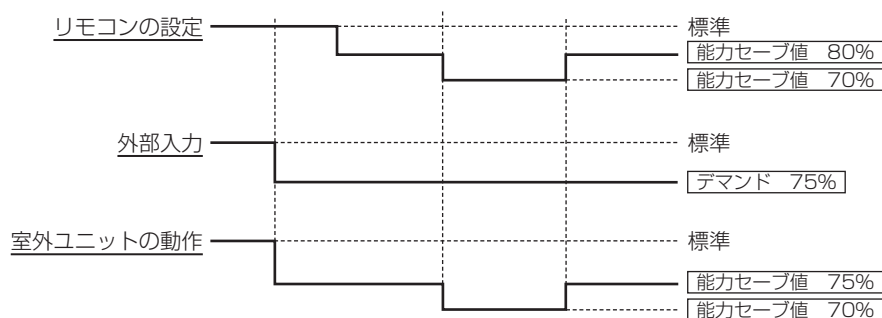 リモコンの設定
標準
能力セーブ値 80%
能力セーブ値 70%
外部入力
標準
デマンド 75%
室外ユニットの動作
標準
能力セーブ値 75%
能力セーブ値 70%